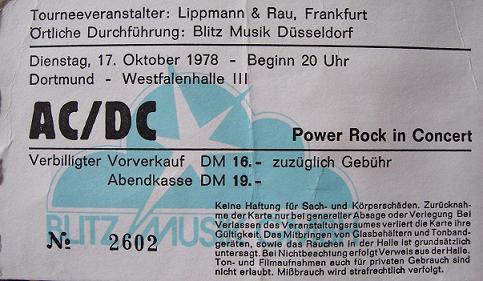 Tourneeveranstalter: Lippmann & Rau, Frankfurt
Örtliche Durchführung: Blitz Musik Düsseldorf
Dienstag, 17. Oktober 1978 - Beginn 20 Uhr
Dortmund - Westfalenhalle III
AC/DC Power Rock in Concert
Verbilligter Vorverkauf DM 16.- zuzüglich Gebühr
Abendkasse DM 19.-
Keine Haftung für Sach- und Körperschäden. Zurücknah-
me der Karte nur bei genereller Absage oder Verlegung Bei
Verlassen des Veranstaltungsraumes verliert die Karte ihre
Gültigkeit. Das Mitbringen von Glasbehältern und Tonband-
geräten, sowie das Rauchen in der Halle ist grundsätzlich
untersagt. Bei Nichtbeachtung erfolgt Verweis aus der Halle.
Ton- und Filmaufnahmen auch für privaten Gebrauch sind
nicht erlaubt. Mißbrauch wird strafrechtlich verfolgt.
BLITZ MUSIK
№ 2602